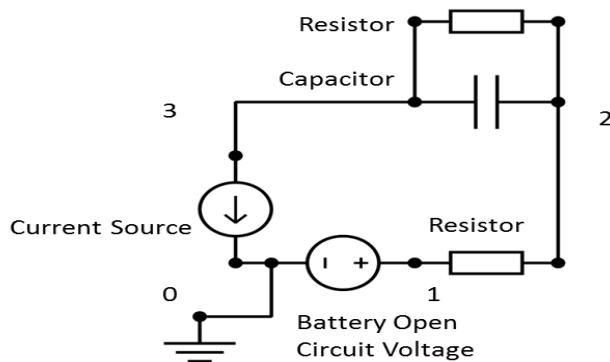 Resistor
Capacitor
3
2
Current Source
Resistor
- +
0
1
Battery Open
Circuit Voltage